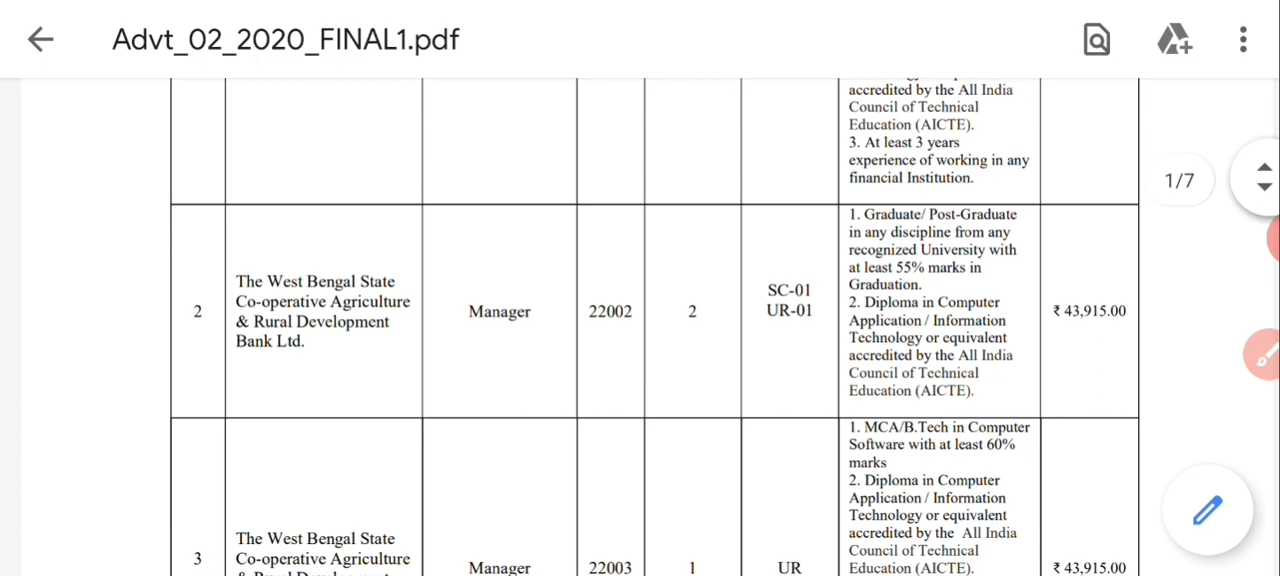 Advt_02_2020_FINAL1.pdf
accredited by the All India
Council of Technical
Education (AICTE).
3. At least 3 years
experience of working in any
financial Institution.
1/7
2
The West Bengal State
Co-operative Agriculture
& Rural Development
Bank Ltd.
Manager
22002
2
SC-01
UR-01
1. Graduate/ Post-Graduate
in any discipline from any
recognized University with
at least 55% marks in
Graduation.
2. Diploma in Computer
Application / Information
Technology or equivalent
accredited by the All India
Council of Technical
Education (AICTE).
₹ 43,915.00
3
The West Bengal State
Co-operative Agriculture
Manager
22003
1
UR
1. MCA/B.Tech in Computer
Software with at least 60%
marks
2. Diploma in Computer
Application / Information
Technology or equivalent
accredited by the All India
Council of Technical
Education (AICTE).
₹ 43,915.00